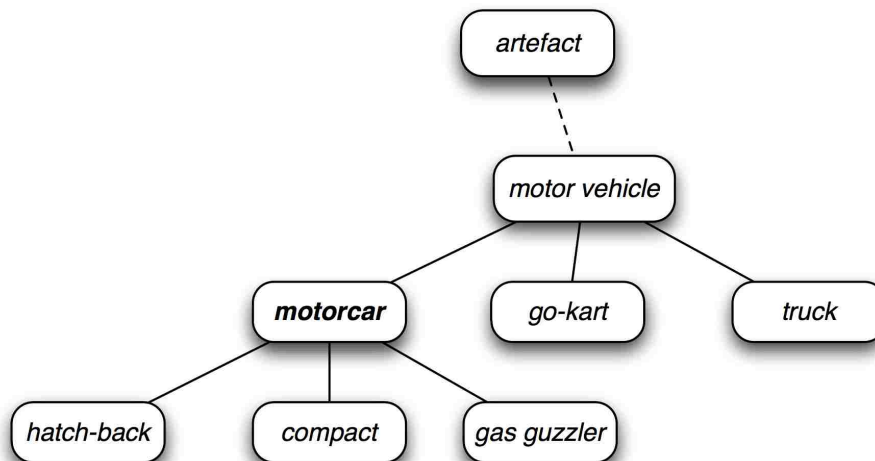 artefact
motor vehicle
motorcar
go-kart
truck
hatch-back
compact
gas guzzler